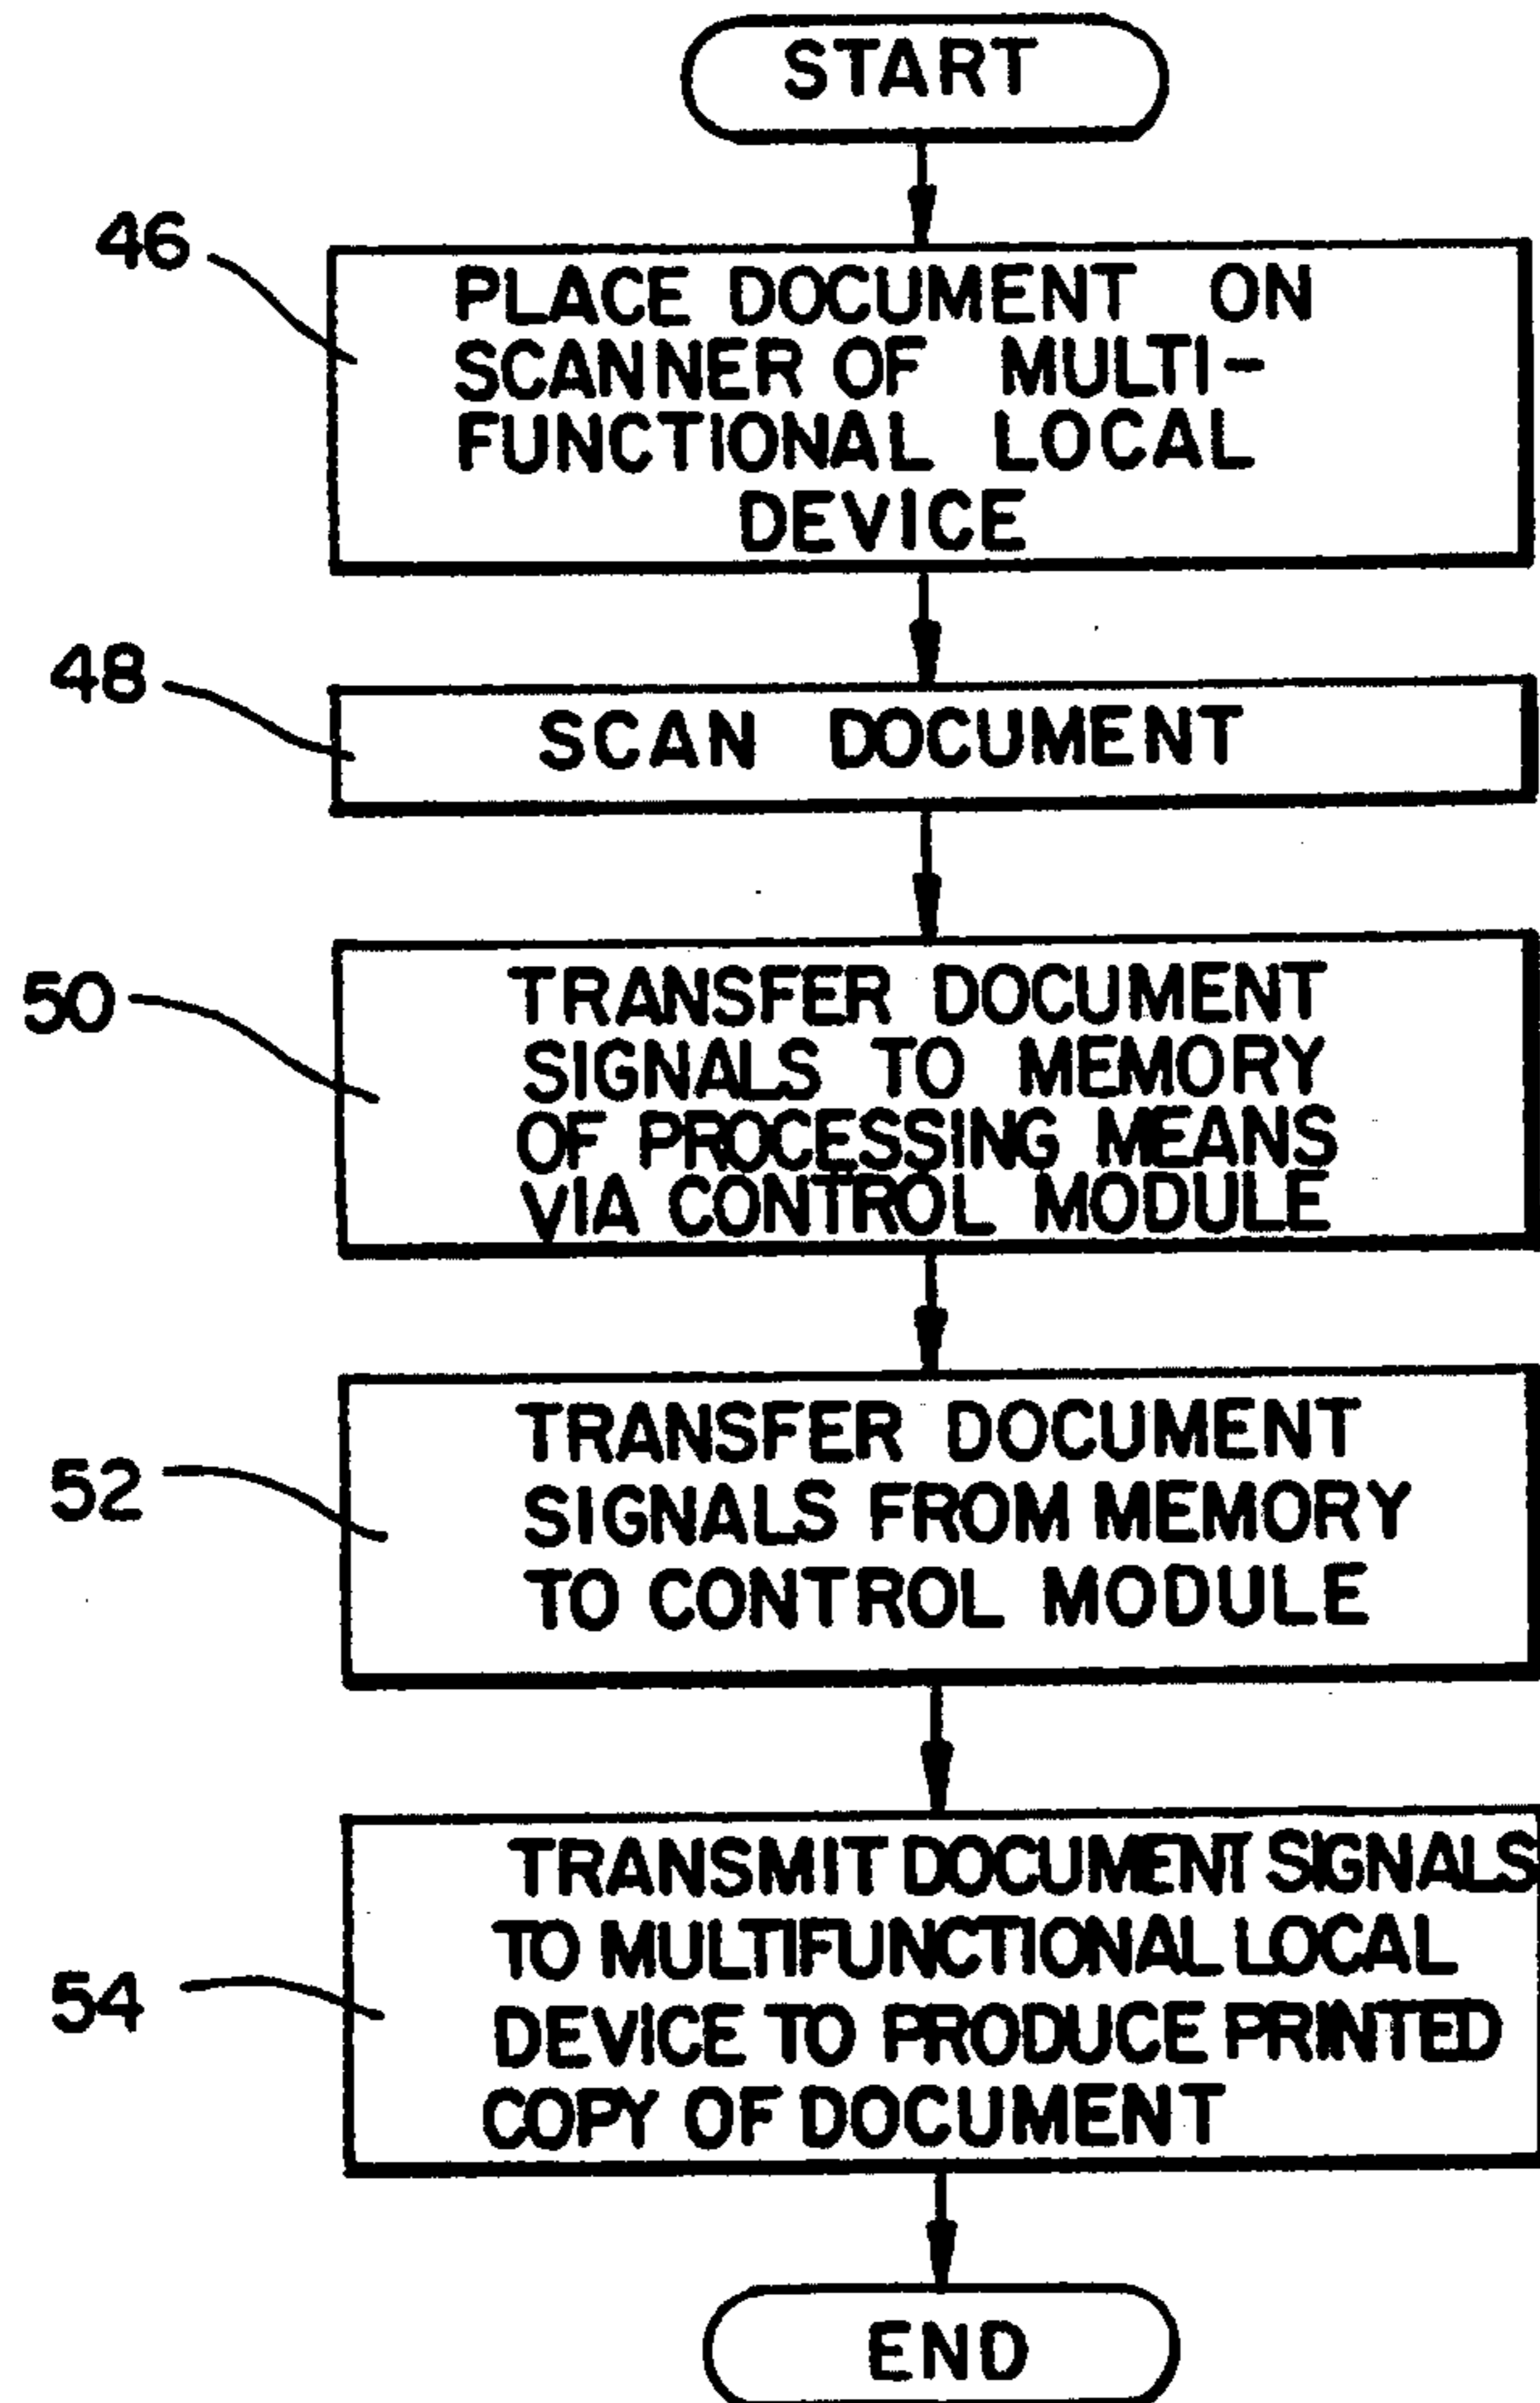 START
46
PLACE DOCUMENT ON
SCANNER OF MULTI-
FUNCTIONAL LOCAL
DEVICE
48
SCAN DOCUMENT
50
TRANSFER DOCUMENT
SIGNALS TO MEMORY
OF PROCESSING MEANS
VIA CONTROL MODULE
52
TRANSFER DOCUMENT
SIGNALS FROM MEMORY
TO CONTROL MODULE
54
TRANSMIT DOCUMENT SIGNALS
TO MULTIFUNCTIONAL LOCAL
DEVICE TO PRODUCE PRINTED
COPY OF DOCUMENT
END